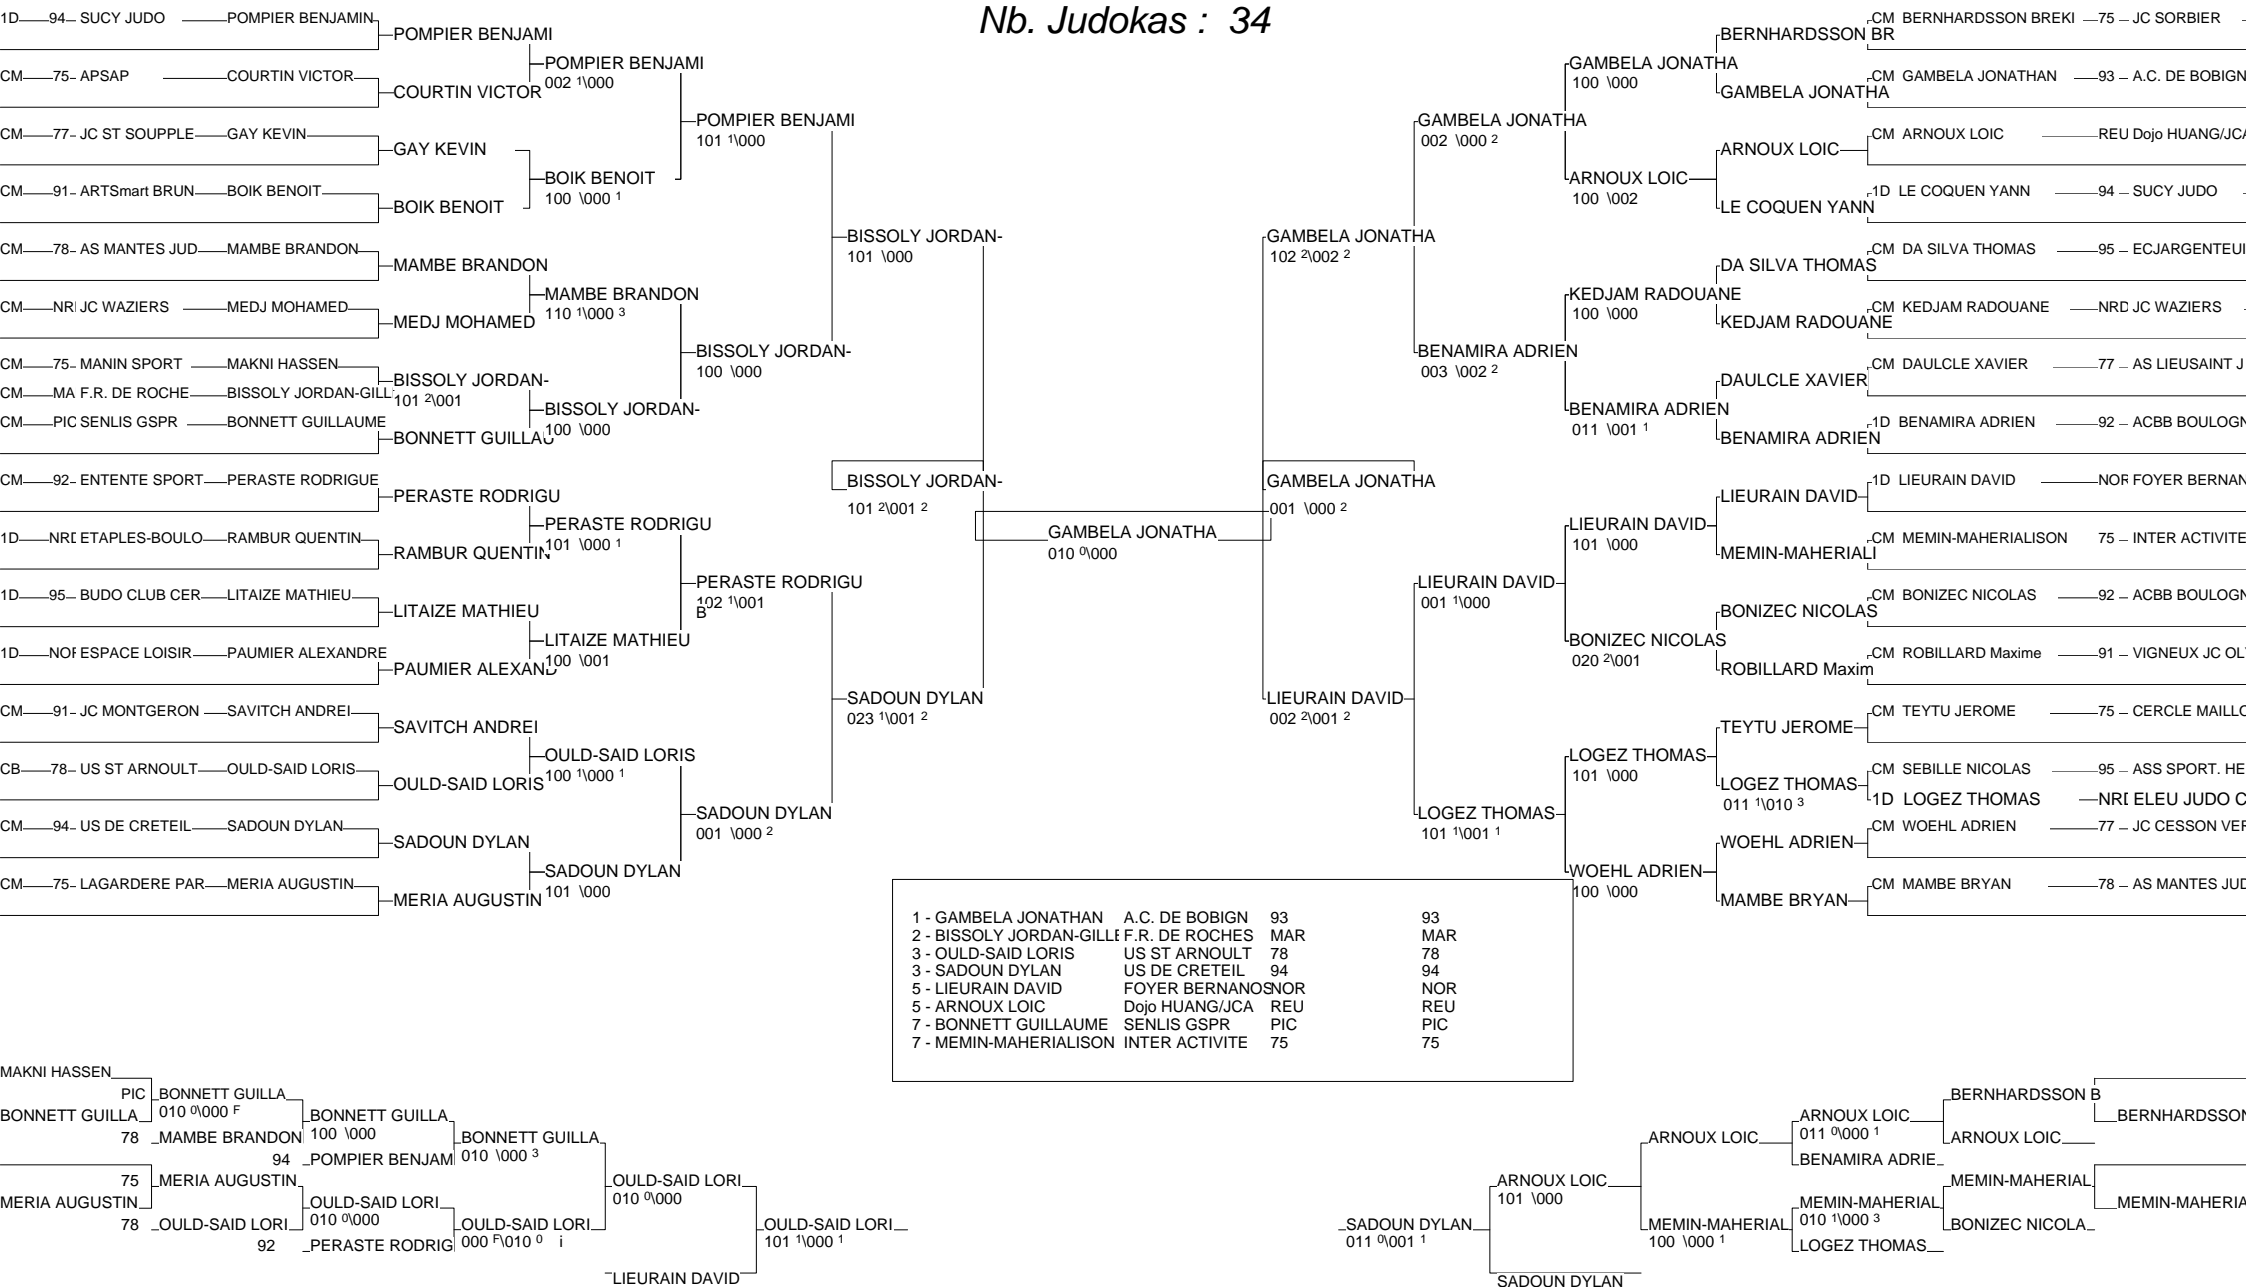 Nb. Judokas : 34
1D 94 SUCY JUDO POMPIER BENJAMIN
CM 75 APSAP COURTIN VICTOR
CM 77 JC ST SOUPPLE GAY KEVIN
CM 91 ARTSmart BRUN BOIK BENOIT
CM 78 AS MANTES JUD MAMBE BRANDON
CM NRI JC WAZIERS MEDJ MOHAMED
CM 75 MANIN SPORT MAKNI HASSEN
CM MA F.R. DE ROCHE BISSOLY JORDAN-GILL
CM PIC SENLIS GSPR BONNETT GUILLAUME
CM 92 ENTENTE SPORT PERASTE RODRIGUE
1D NRD ETAPLES-BOULO RAMBUR QUENTIN
1D 95 BUDO CLUB CER LITAIZE MATHIEU
1D NOR ESPACE LOISIR PAUMIER ALEXANDRE
CM 91 JC MONTGERON SAVITCH ANDREI
CB 78 US ST ARNOULT OULD-SAID LORIS
CM 94 US DE CRETEIL SADOUN DYLAN
CM 75 LAGARDERE PAR MERIA AUGUSTIN
POMPIER BENJAMI
COURTIN VICTOR
GAY KEVIN
BOIK BENOIT
MAMBE BRANDON
MEDJ MOHAMED
BISSOLY JORDAN-
101 2\001
BONNETT GUILLAU
PERASTE RODRIGU
RAMBUR QUENTIN
LITAIZE MATHIEU
PAUMIER ALEXAND
SAVITCH ANDREI
OULD-SAID LORIS
SADOUN DYLAN
MERIA AUGUSTIN
POMPIER BENJAMI
002 1\000
BOIK BENOIT
100 \000 1
MAMBE BRANDON
110 1\000 3
BISSOLY JORDAN-
100 \000
PERASTE RODRIGU
101 \000 1
LITAIZE MATHIEU
100 \001
OULD-SAID LORIS
100 1\000 1
SADOUN DYLAN
101 \000
POMPIER BENJAMI
101 1\000
BISSOLY JORDAN-
100 \000
PERASTE RODRIGU
102 1\001
B
SADOUN DYLAN
001 \000 2
BISSOLY JORDAN-
101 \000
SADOUN DYLAN
023 1\001 2
BISSOLY JORDAN-
101 2\001 2
GAMBELA JONATHA
010 0\000
GAMBELA JONATHA
001 \000 2
GAMBELA JONATHA
102 2\002 2
LIEURAIN DAVID
002 2\001 2
GAMBELA JONATHA
002 \000 2
BENAMIRA ADRIEN
003 \002 2
LIEURAIN DAVID
001 1\000
LOGEZ THOMAS
101 1\001 1
GAMBELA JONATHA
100 \000
ARNOUX LOIC
100 \002
KEDJAM RADOUANE
100 \000
BENAMIRA ADRIEN
011 \001 1
LIEURAIN DAVID
101 \000
BONIZEC NICOLAS
020 2\001
LOGEZ THOMAS
101 \000
WOEHL ADRIEN
100 \000
BERNHARDSSON BR
GAMBELA JONATHA
ARNOUX LOIC
LE COQUEN YANN
DA SILVA THOMAS
KEDJAM RADOUANE
DAULCLE XAVIER
BENAMIRA ADRIEN
LIEURAIN DAVID
MEMIN-MAHERIALI
BONIZEC NICOLAS
ROBILLARD Maxim
TEYTU JEROME
LOGEZ THOMAS
011 1\010 3
WOEHL ADRIEN
MAMBE BRYAN
CM BERNHARDSSON BREKI 75 JC SORBIER
CM GAMBELA JONATHAN 93 A.C. DE BOBIGN
CM ARNOUX LOIC REU Dojo HUANG/JCA
1D LE COQUEN YANN 94 SUCY JUDO
CM DA SILVA THOMAS 95 ECJARGENTEUI
CM KEDJAM RADOUANE NRD JC WAZIERS
CM DAULCLE XAVIER 77 AS LIEUSAINT J
1D BENAMIRA ADRIEN 92 ACBB BOULOGN
1D LIEURAIN DAVID NOR FOYER BERNAN
CM MEMIN-MAHERIALISON 75 INTER ACTIVITE
CM BONIZEC NICOLAS 92 ACBB BOULOGN
CM ROBILLARD Maxime 91 VIGNEUX JC OL
CM TEYTU JEROME 75 CERCLE MAILLO
CM SEBILLE NICOLAS 95 ASS SPORT. HE
1D LOGEZ THOMAS NRD ELEU JUDO C
CM WOEHL ADRIEN 77 JC CESSON VER
CM MAMBE BRYAN 78 AS MANTES JUD
1 - GAMBELA JONATHAN A.C. DE BOBIGN 93 93
2 - BISSOLY JORDAN-GILLE F.R. DE ROCHES MAR MAR
3 - OULD-SAID LORIS US ST ARNOULT 78 78
3 - SADOUN DYLAN US DE CRETEIL 94 94
5 - LIEURAIN DAVID FOYER BERNANOS NOR NOR
5 - ARNOUX LOIC Dojo HUANG/JCA REU REU
7 - BONNETT GUILLAUME SENLIS GSPR PIC PIC
7 - MEMIN-MAHERIALISON INTER ACTIVITE 75 75
MAKNI HASSEN
BONNETT GUILLA
MERIA AUGUSTIN
PIC BONNETT GUILLA
010 0\000 F
78 MAMBE BRANDON
75 MERIA AUGUSTIN
78 OULD-SAID LORI
BONNETT GUILLA
100 \000
94 POMPIER BENJAM
OULD-SAID LORI
010 0\000
92 PERASTE RODRIG
BONNETT GUILLA
010 \000 3
OULD-SAID LORI
000 F\010 0 i
OULD-SAID LORI
010 0\000
LIEURAIN DAVID
OULD-SAID LORI
101 1\000 1
SADOUN DYLAN
011 0\001 1
ARNOUX LOIC
101 \000
SADOUN DYLAN
ARNOUX LOIC
MEMIN-MAHERIAL
100 \000 1
ARNOUX LOIC
011 0\000 1
BENAMIRA ADRIE
MEMIN-MAHERIAL
010 1\000 3
LOGEZ THOMAS
BERNHARDSSON B
ARNOUX LOIC
MEMIN-MAHERIAL
BONIZEC NICOLA
BERNHARDSSON
MEMIN-MAHERIA